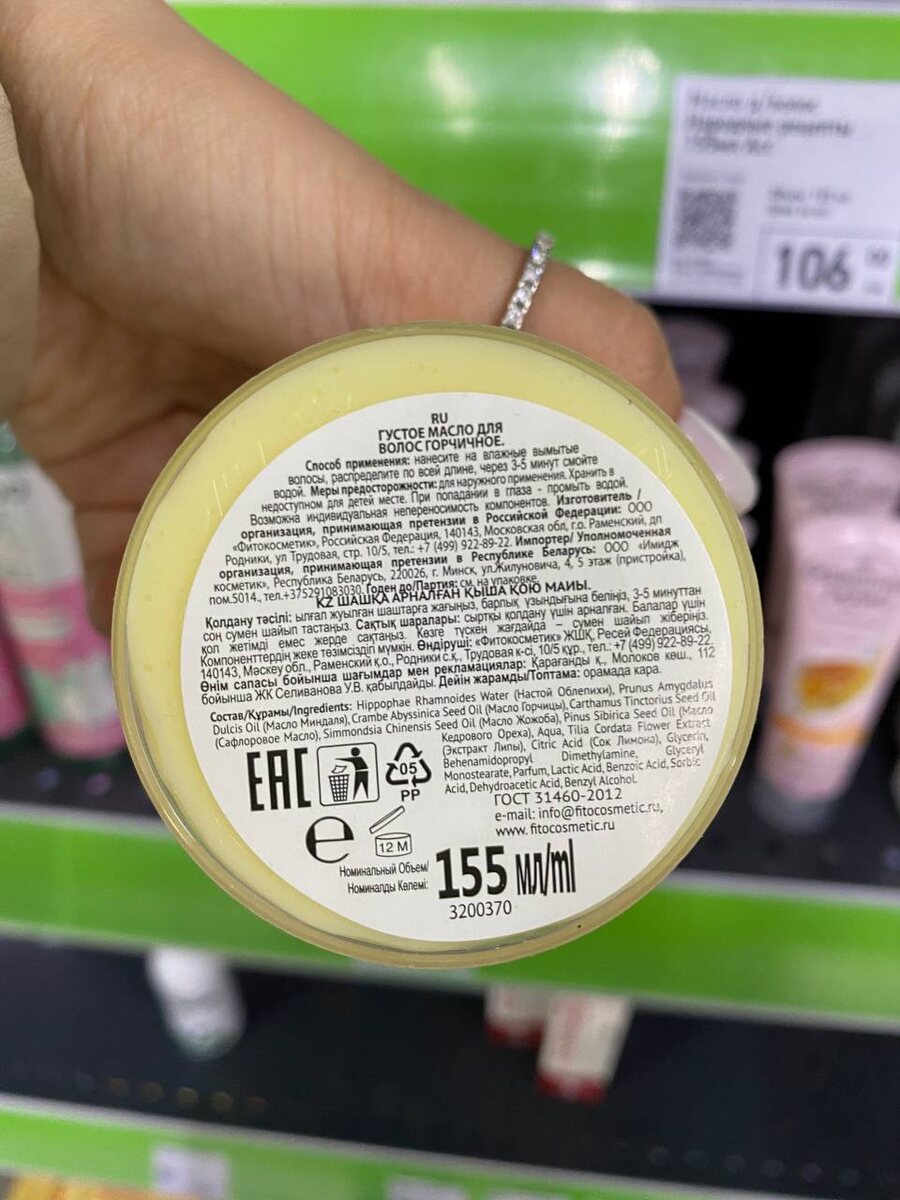 RU
ГУСТОЕ МАСЛО ДЛЯ
ВОЛОС ГОРЧИЧНОЕ.
Способ применения: нанесите на влажные вымытые
волосы, распределите по всей длине, через 3-5 минут смойте
водой. Меры предосторожности: для наружного применения. Хранить в
недоступном для детей месте. При попадании в глаза - промыть водой.
Возможна индивидуальная непереносимость компонентов. Изготовитель /
организация, принимающая претензии в Российской Федерации: ООО
«Фитокосметик», Российская Федерация, 140143, Московская обл, г.о. Раменский, дп
Родники, ул Трудовая, стр. 10/5, тел.: +7 (499) 922-89-22. Импортер/ Уполномоченная
организация, принимающая претензии в Республике Беларусь: ООО «Имидж
косметик», Республика Беларусь, 220026, г. Минск, ул.Жилуновича, 4, 5 этаж (пристройка),
пом.5014., тел.+375291083030. Годен до/Партия: см. на упаковке.
KZ ШАШҚА АРНАЛҒАН ҚЫША ҚОЮ МАЙЫ.
Қолдану тәсілі: ылғал жуылған шаштарға жағыңыз, барлық ұзындығына бөліңіз, 3-5 минуттан
соң сумен шайып тастаңыз. Сақтық шаралары: сыртқы қолдану үшін арналған. Балалар үшін
қол жетімді емес жерде сақтаңыз. Көзге түскен жағдайда – сумен шайып жіберіңіз.
Компоненттердің жеке төзімсіздігі мүмкін. Өндіруші: «Фитокосметик» ЖШҚ, Ресей Федерациясы,
140143, Мәскеу обл., Раменский қ.о., Родники с.қ., Трудовая к-сі, 10/5 құр., тел.: +7 (499) 922-89-22.
Өнім сапасы бойынша шағымдар мен рекламациялар: Қарағанды қ., Молоков көш., 112
бойынша ЖК Селиванова У.В. қабылдайды. Дейін жарамды/Топтама: орамада қара.
Состав/Құрамы/Ingredients: Hippophae Rhamnoides Water (Настой Облепихи), Prunus Amygdalus
Dulcis Oil (Масло Миндаля), Crambe Abyssinica Seed Oil (Масло Горчицы), Carthamus Tinctorius Seed Oil
(Сафлоровое Масло), Simmondsia Chinensis Seed Oil (Масло Жожоба), Pinus Sibirica Seed Oil (Масло
Кедрового Ореха), Aqua, Tilia Cordata Flower Extract
(Экстракт Липы), Citric Acid (Сок Лимона), Glycerin,
Behenamidopropyl Dimethylamine, Glyceryl
Monostearate, Parfum, Lactic Acid, Benzoic Acid, Sorbic
Acid, Dehydroacetic Acid, Benzyl Alcohol.
EAC
05
PP
ГОСТ 31460-2012
e-mail: info@fitocosmetic.ru,
www.fitocosmetic.ru
e
12 M
Номинальный Объем/
Номиналды Көлемі:
155 мл/ml
3200370
106